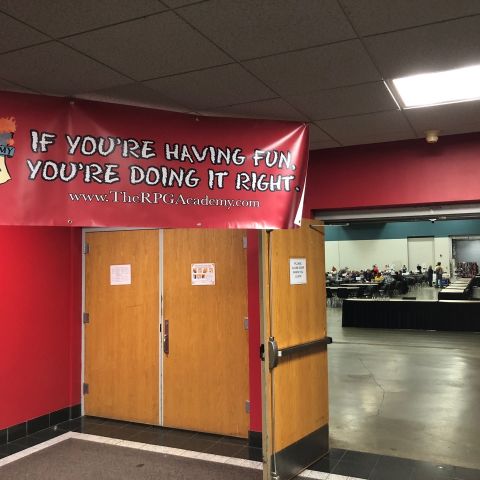 IF YOU'RE HAVING FUN,
YOU'RE DOING IT RIGHT.
www.TheRPGAcademy.com